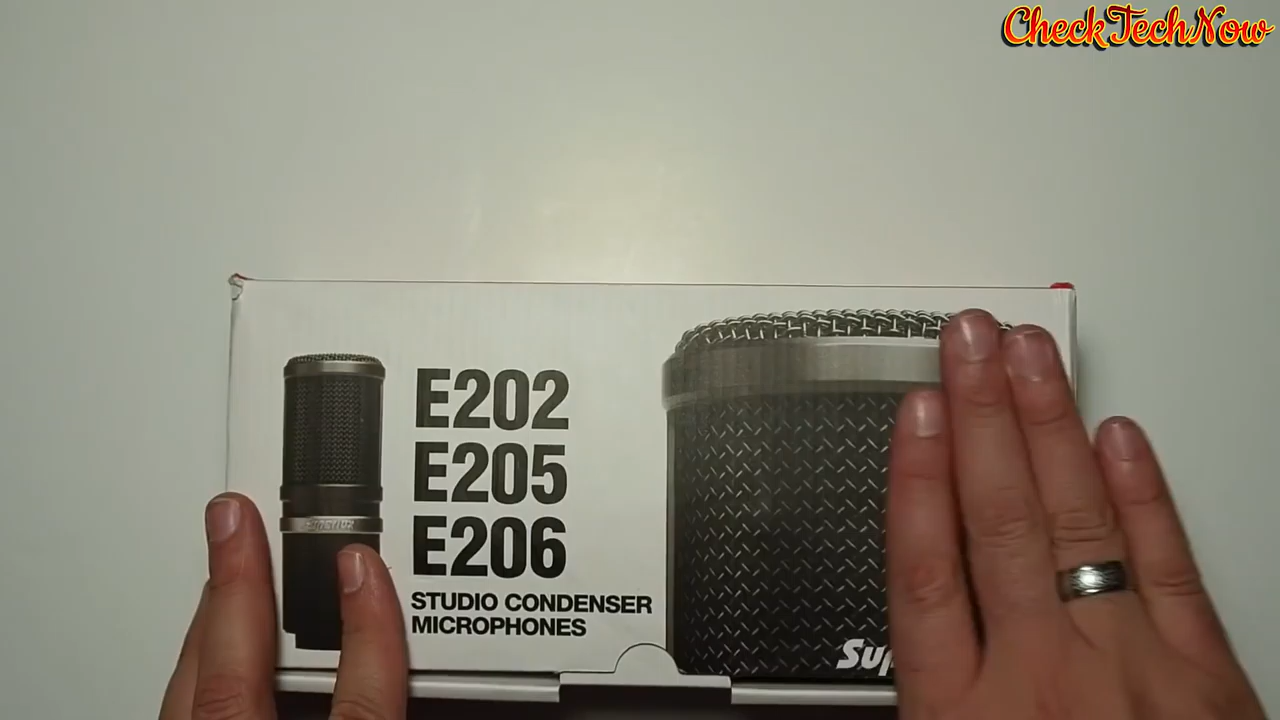 CheckTechNow
E202
E205
E206
STUDIO CONDENSER
MICROPHONES